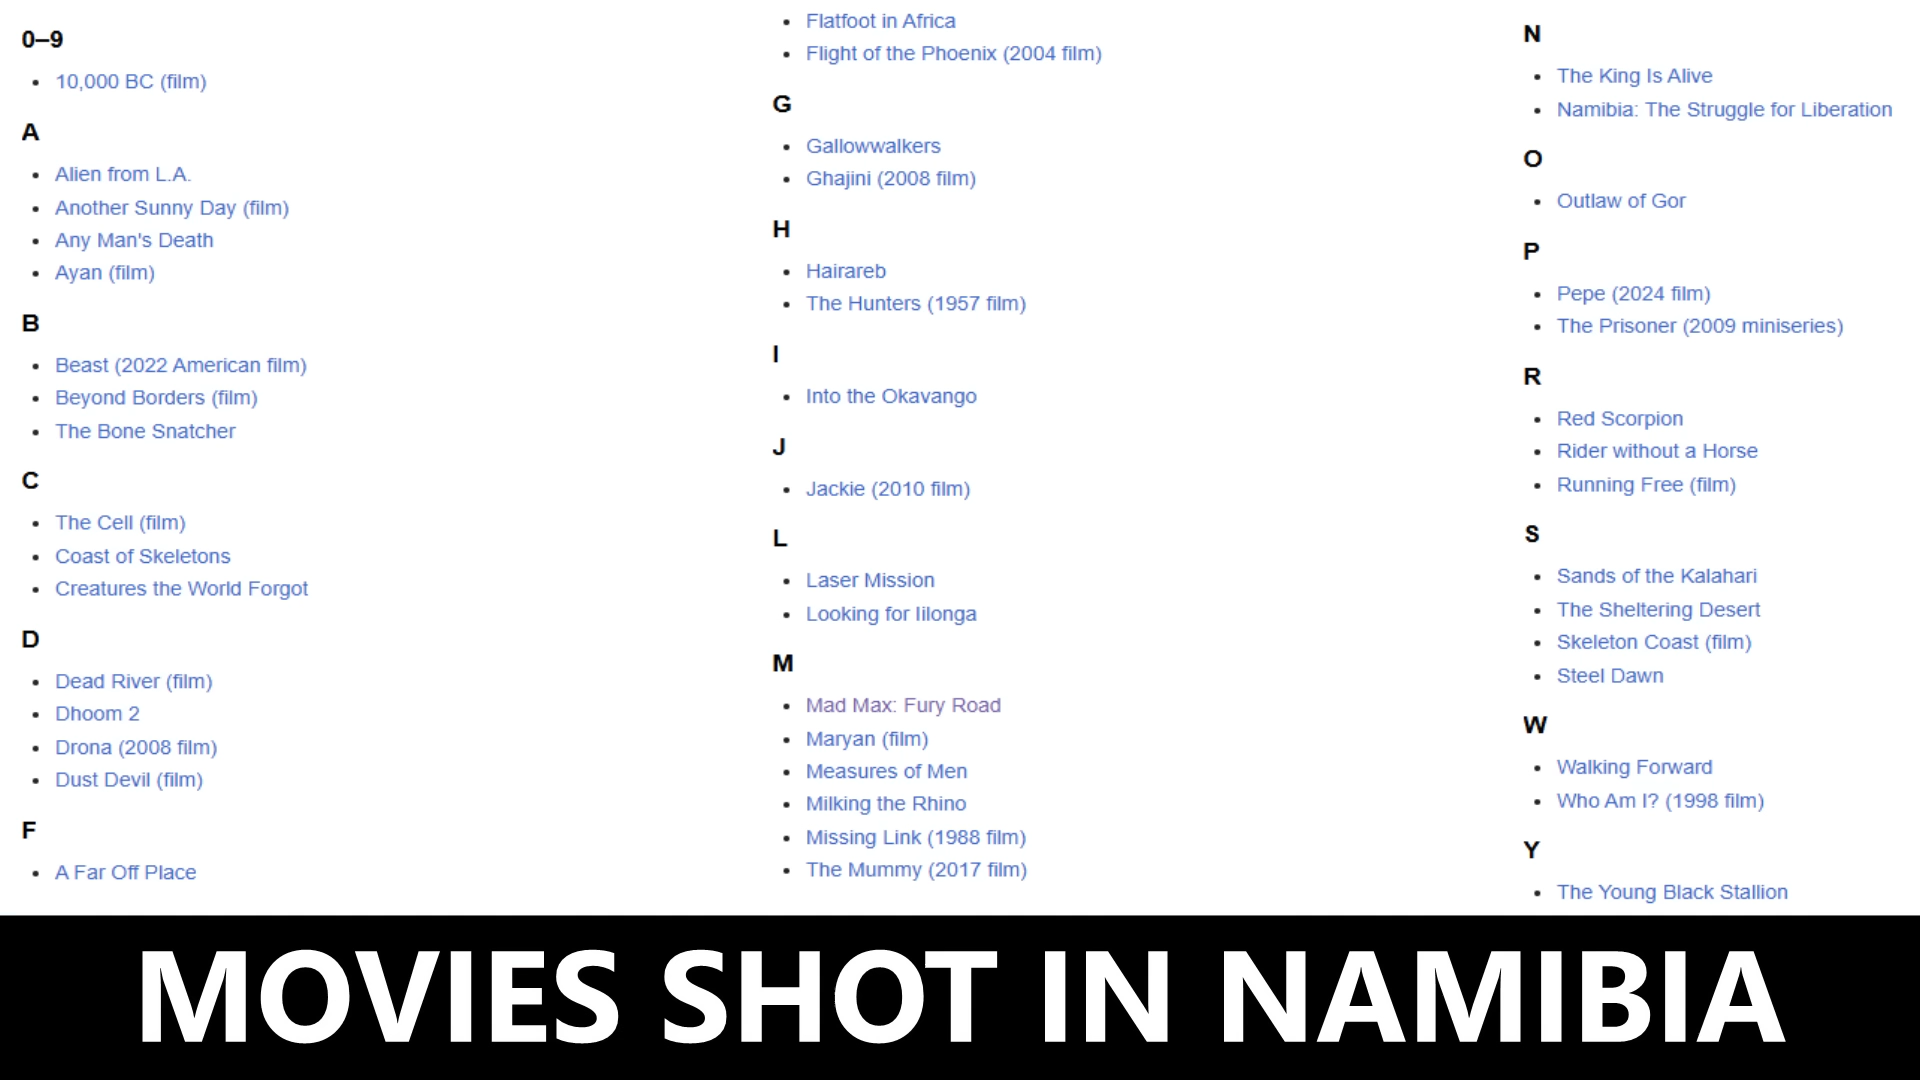 0–9
10,000 BC (film)
A
Alien from L.A.
Another Sunny Day (film)
Any Man's Death
Ayan (film)
B
Beast (2022 American film)
Beyond Borders (film)
The Bone Snatcher
C
The Cell (film)
Coast of Skeletons
Creatures the World Forgot
D
Dead River (film)
Dhoom 2
Drona (2008 film)
Dust Devil (film)
F
A Far Off Place
Flatfoot in Africa
Flight of the Phoenix (2004 film)
G
Gallowwalkers
Ghajini (2008 film)
H
Hairareb
The Hunters (1957 film)
I
Into the Okavango
J
Jackie (2010 film)
L
Laser Mission
Looking for Iilonga
M
Mad Max: Fury Road
Maryan (film)
Measures of Men
Milking the Rhino
Missing Link (1988 film)
The Mummy (2017 film)
N
The King Is Alive
Namibia: The Struggle for Liberation
O
Outlaw of Gor
P
Pepe (2024 film)
The Prisoner (2009 miniseries)
R
Red Scorpion
Rider without a Horse
Running Free (film)
S
Sands of the Kalahari
The Sheltering Desert
Skeleton Coast (film)
Steel Dawn
W
Walking Forward
Who Am I? (1998 film)
Y
The Young Black Stallion
MOVIES SHOT IN NAMIBIA